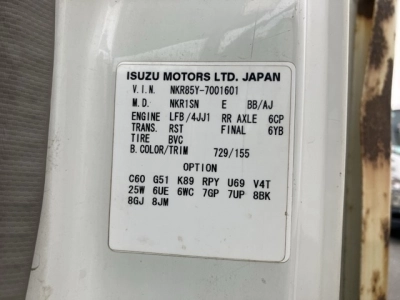 ISUZU MOTORS LTD. JAPAN
V.I.N. NKR85Y-7001601
M.D. NKR1SN E BB/AJ
ENGINE LFB/4JJ1 RR AXLE 6CP
TRANS. RST FINAL 6YB
TIRE BVC
B.COLOR/TRIM 729/155
OPTION
C60 G51 K89 RPY U69 V4T
25W 6UE 6WC 7GP 7UP 8BK
8GJ 8JM